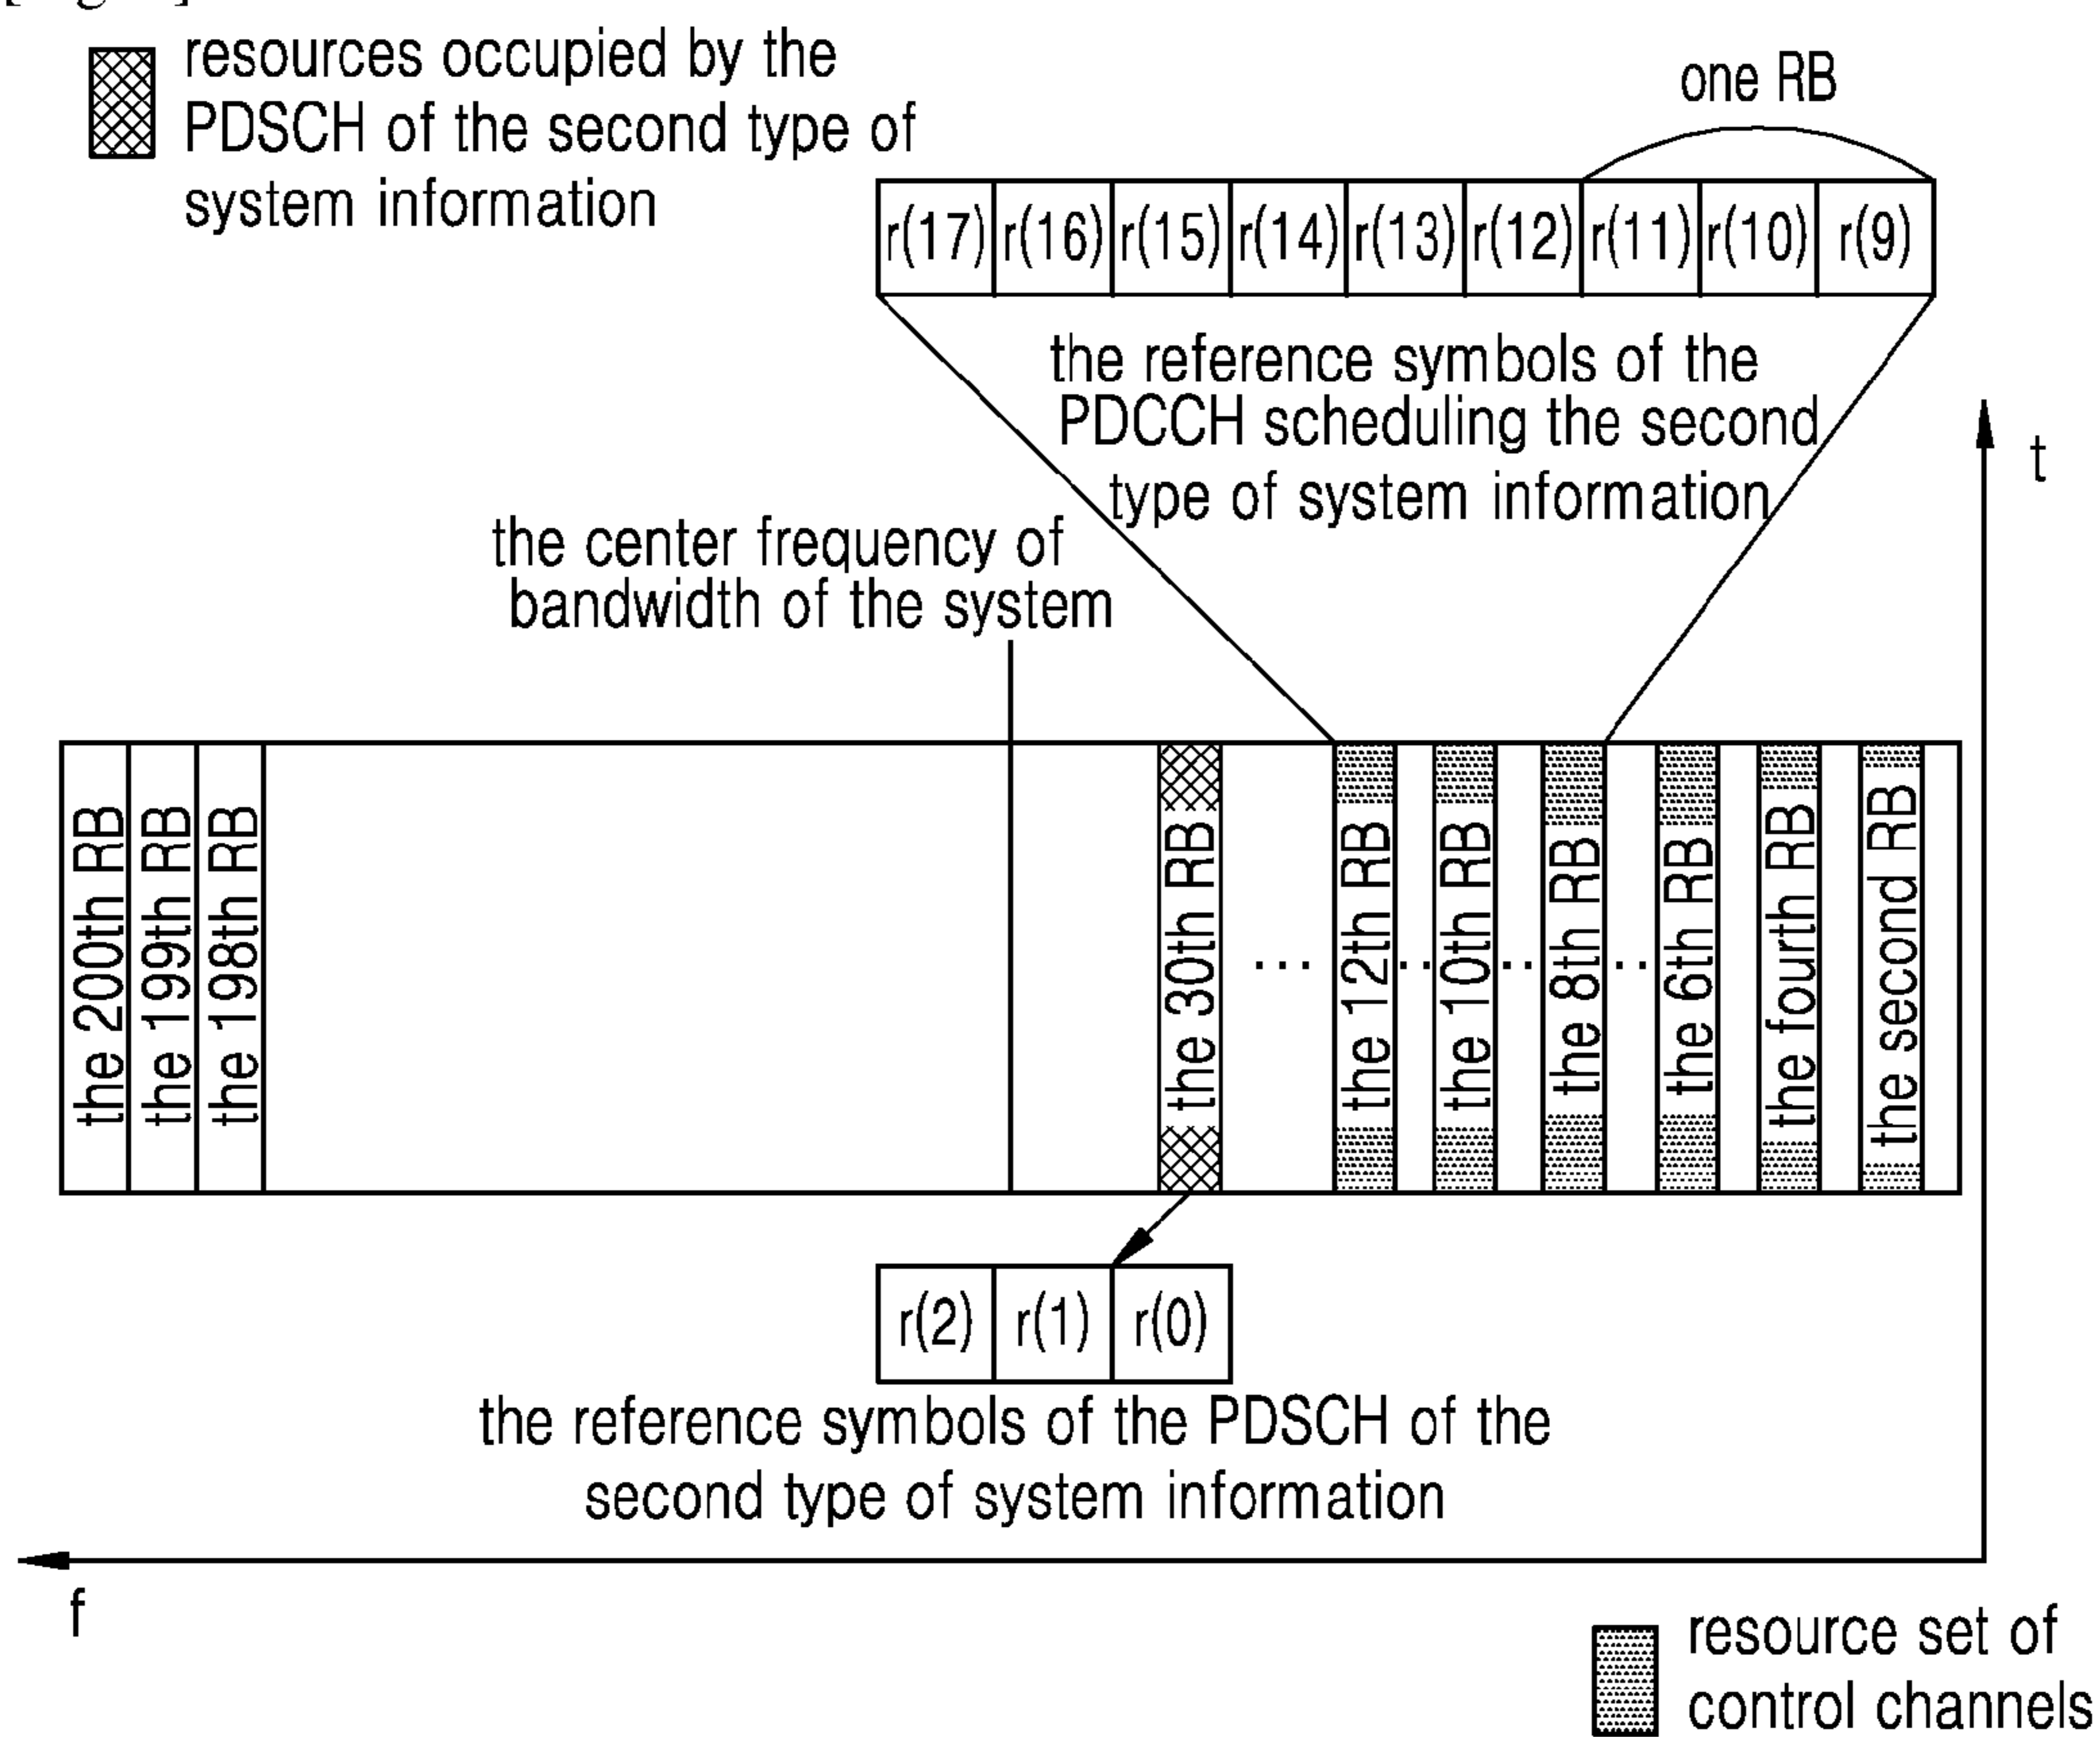 resources occupied by the
PDSCH of the second type of
system information
one RB
r(17) r(16) r(15) r(14) r(13) r(12) r(11) r(10) r(9)
the reference symbols of the
PDCCH scheduling the second
type of system information
t
the center frequency of
bandwidth of the system
the 200th RB
the 199th RB
the 198th RB
the 30th RB
...
the 12th RB
..
the 10th RB
..
the 8th RB
..
the 6th RB
the fourth RB
the second RB
r(2) r(1) r(0)
the reference symbols of the PDSCH of the
second type of system information
f
resource set of
control channels